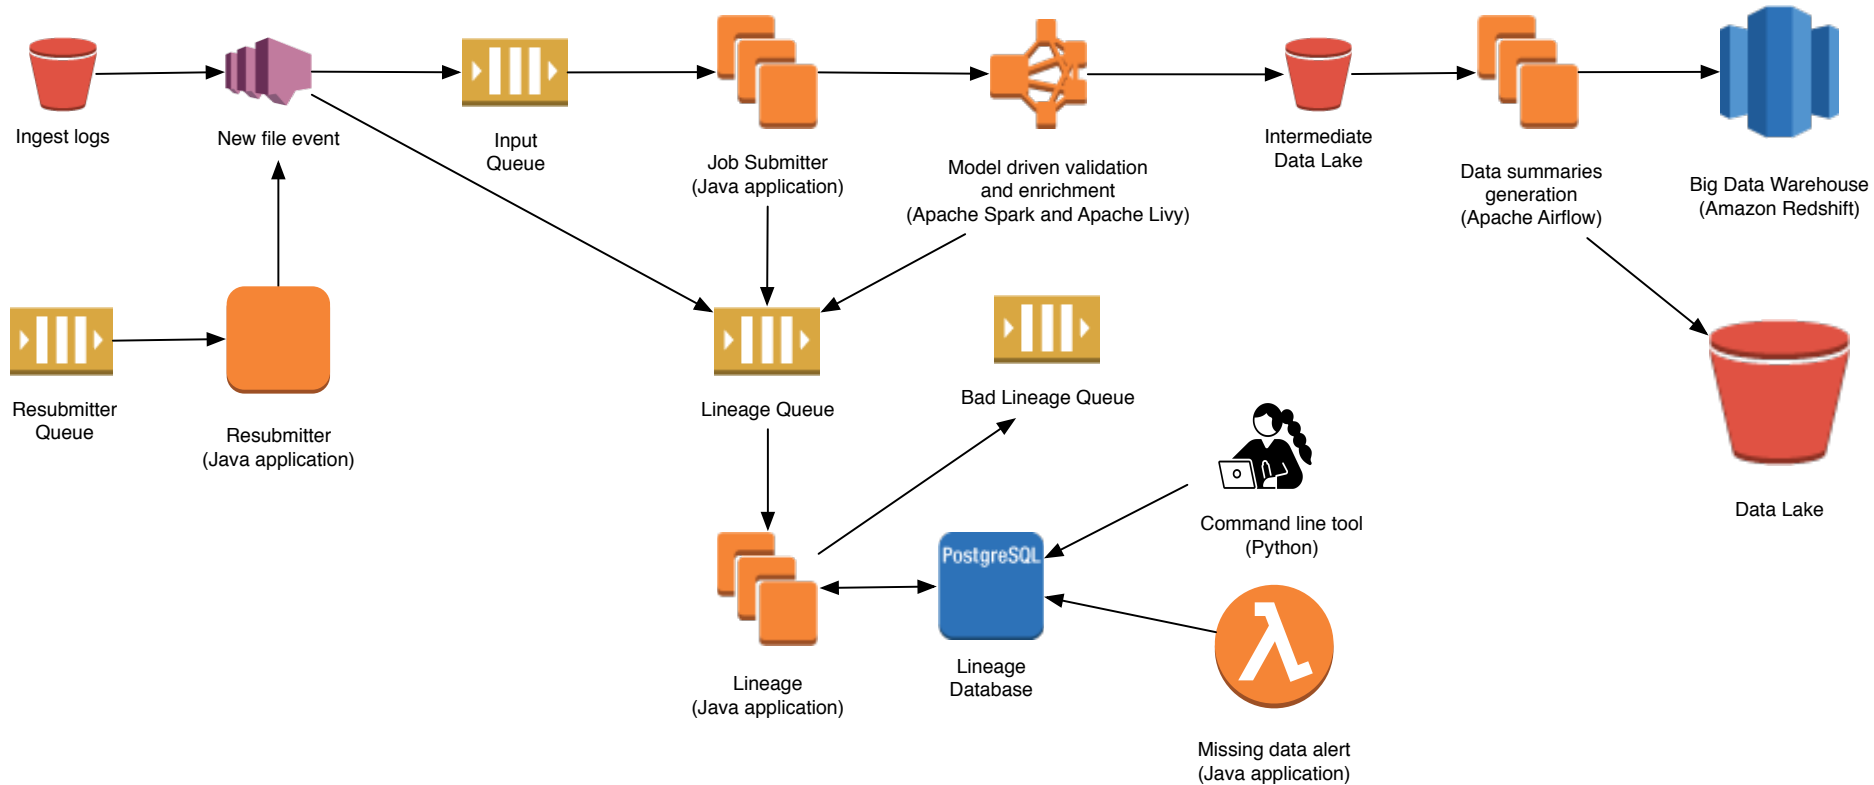 Ingest logs
New file event
Input
Queue
Job Submitter
(Java application)
Model driven validation
and enrichment
(Apache Spark and Apache Livy)
Intermediate
Data Lake
Data summaries
generation
(Apache Airflow)
Big Data Warehouse
(Amazon Redshift)
Resubmitter
Queue
Resubmitter
(Java application)
Lineage Queue
Bad Lineage Queue
Data Lake
Command line tool
(Python)
PostgreSQL
Lineage
(Java application)
Lineage
Database
Missing data alert
(Java application)